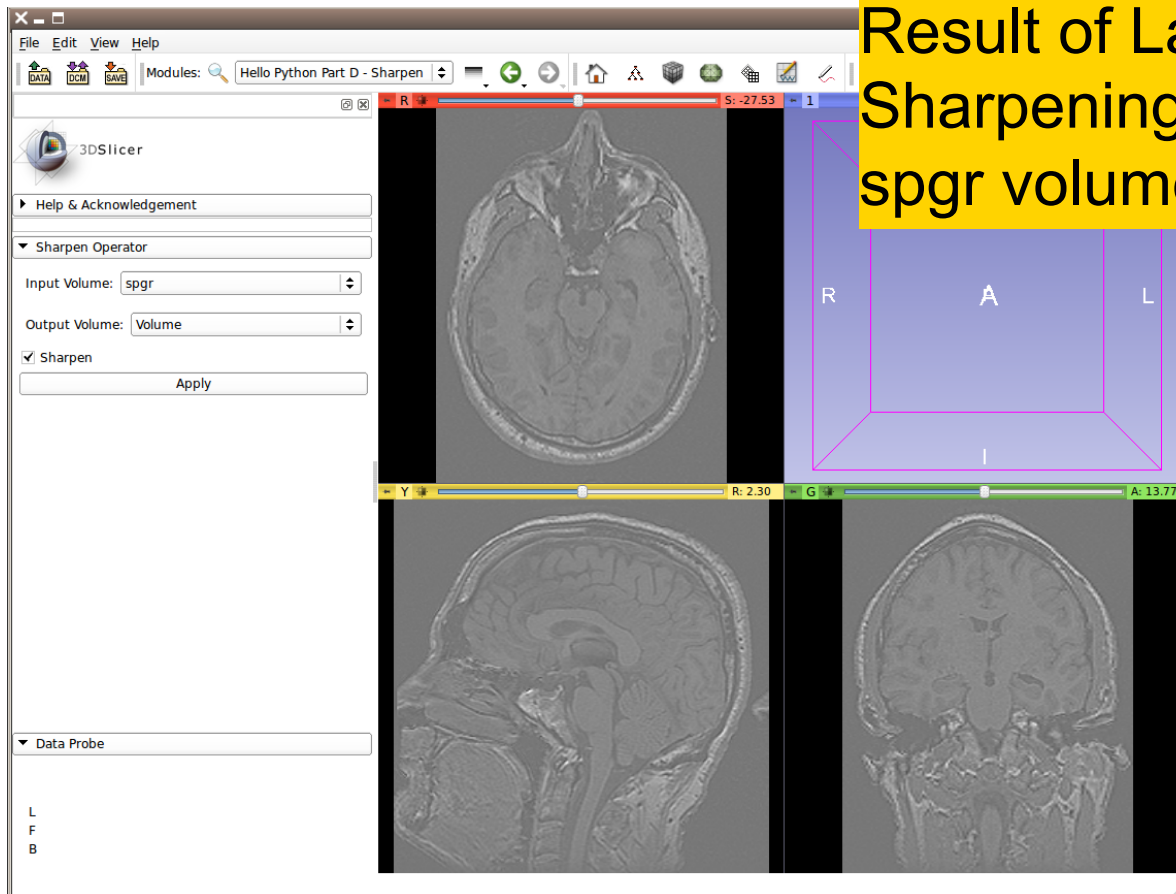 Result of La
Sharpening
spgr volume
File Edit View Help
DATA DCM SAVE Modules: Hello Python Part D - Sharpen
R S: -27.53 1
3DSlicer
Help & Acknowledgement
Sharpen Operator
Input Volume: spgr
Output Volume: Volume
Sharpen
Apply
R A L
I
Y R: 2.30 G A: 13.77
Data Probe
L
F
B